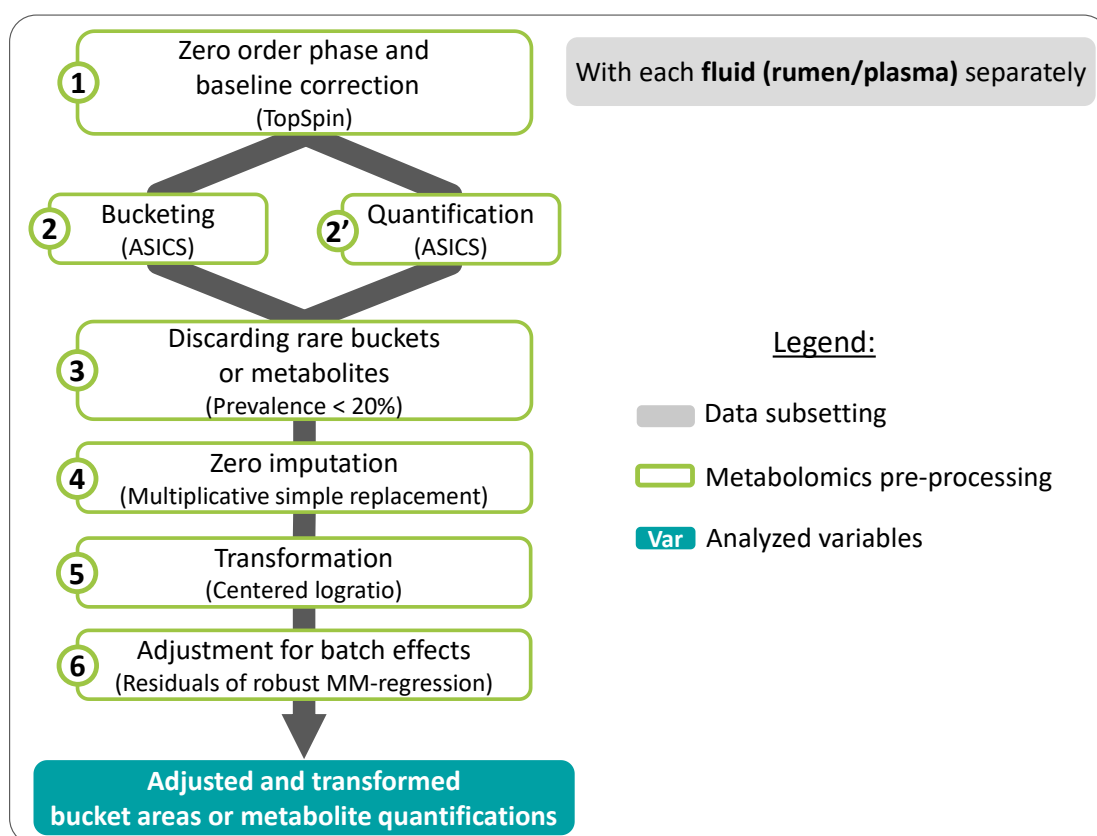 Zero order phase and
baseline correction
(TopSpin)
1
With each fluid (rumen/plasma) separately
2
Bucketing
(ASICS)
2’
Quantification
(ASICS)
3
Discarding rare buckets
or metabolites
(Prevalence < 20%)
4
Zero imputation
(Multiplicative simple replacement)
5
Transformation
(Centered logratio)
6
Adjustment for batch effects
(Residuals of robust MM-regression)
Adjusted and transformed
bucket areas or metabolite quantifications
Legend:
Data subsetting
Metabolomics pre-processing
Var Analyzed variables